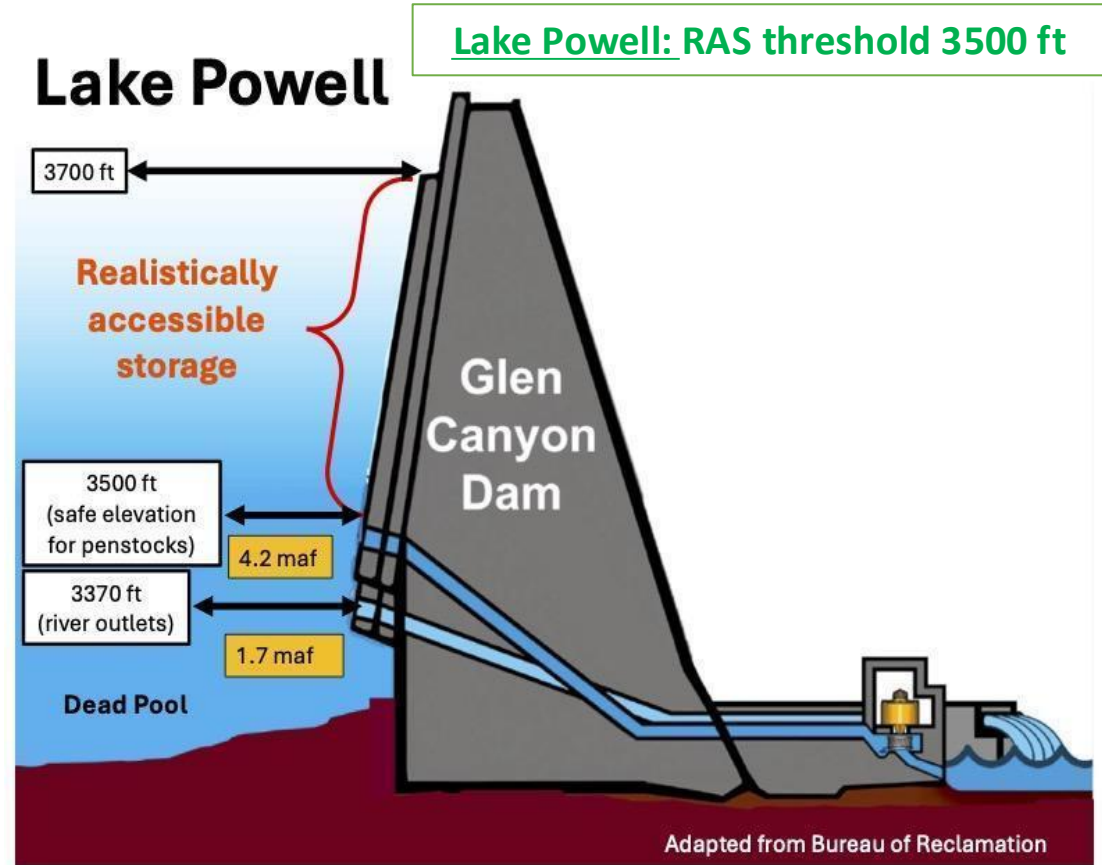 Lake Powell: RAS threshold 3500 ft
Lake Powell
3700 ft
Realistically
accessible
storage
Glen
Canyon
Dam
3500 ft
(safe elevation
for penstocks)
4.2 maf
3370 ft
(river outlets)
1.7 maf
Dead Pool
Adapted from Bureau of Reclamation